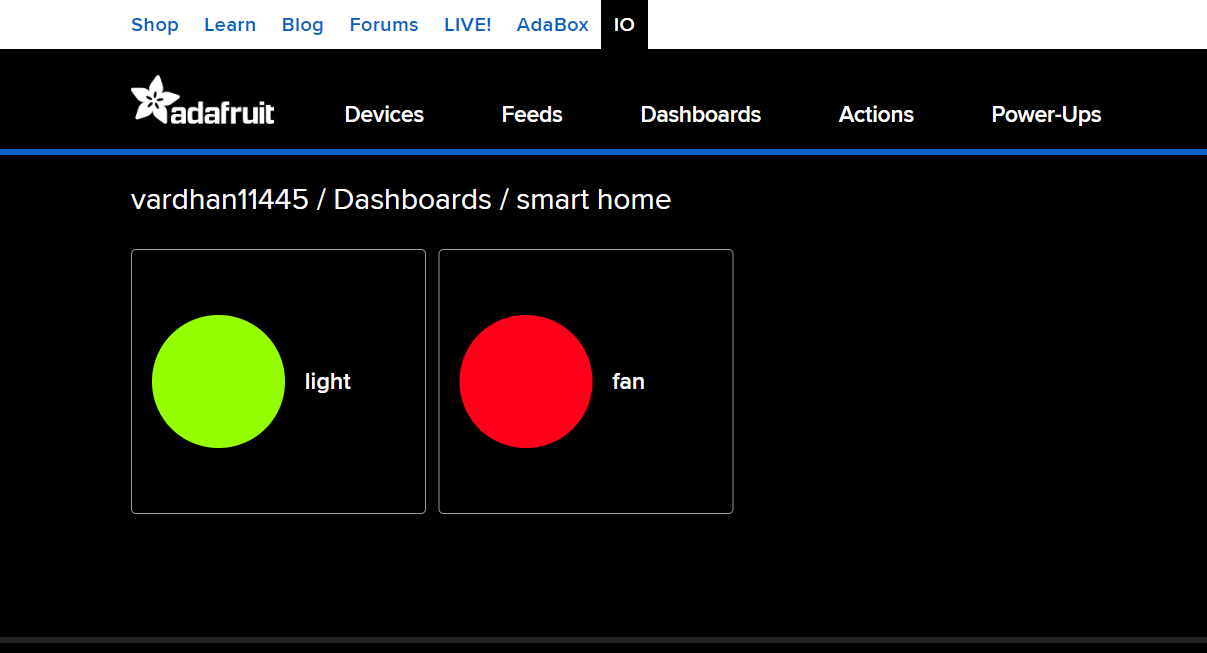 Shop Learn Blog Forums LIVE! AdaBox IO
adafruit Devices Feeds Dashboards Actions Power-Ups
vardhan11445 / Dashboards / smart home
light fan